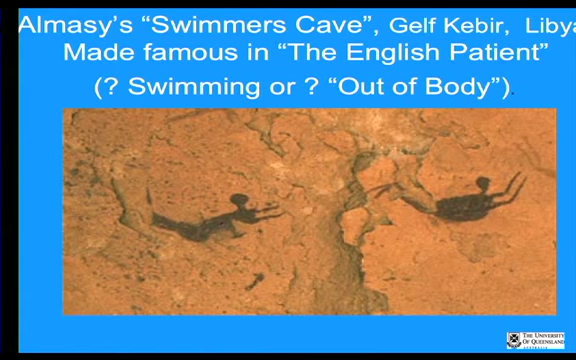 Almasy's "Swimmers Cave", Gelf Kebir, Libya
Made famous in "The English Patient"
(? Swimming or ? "Out of Body").
THE UNIVERSITY
OF QUEENSLAND
AUSTRALIA